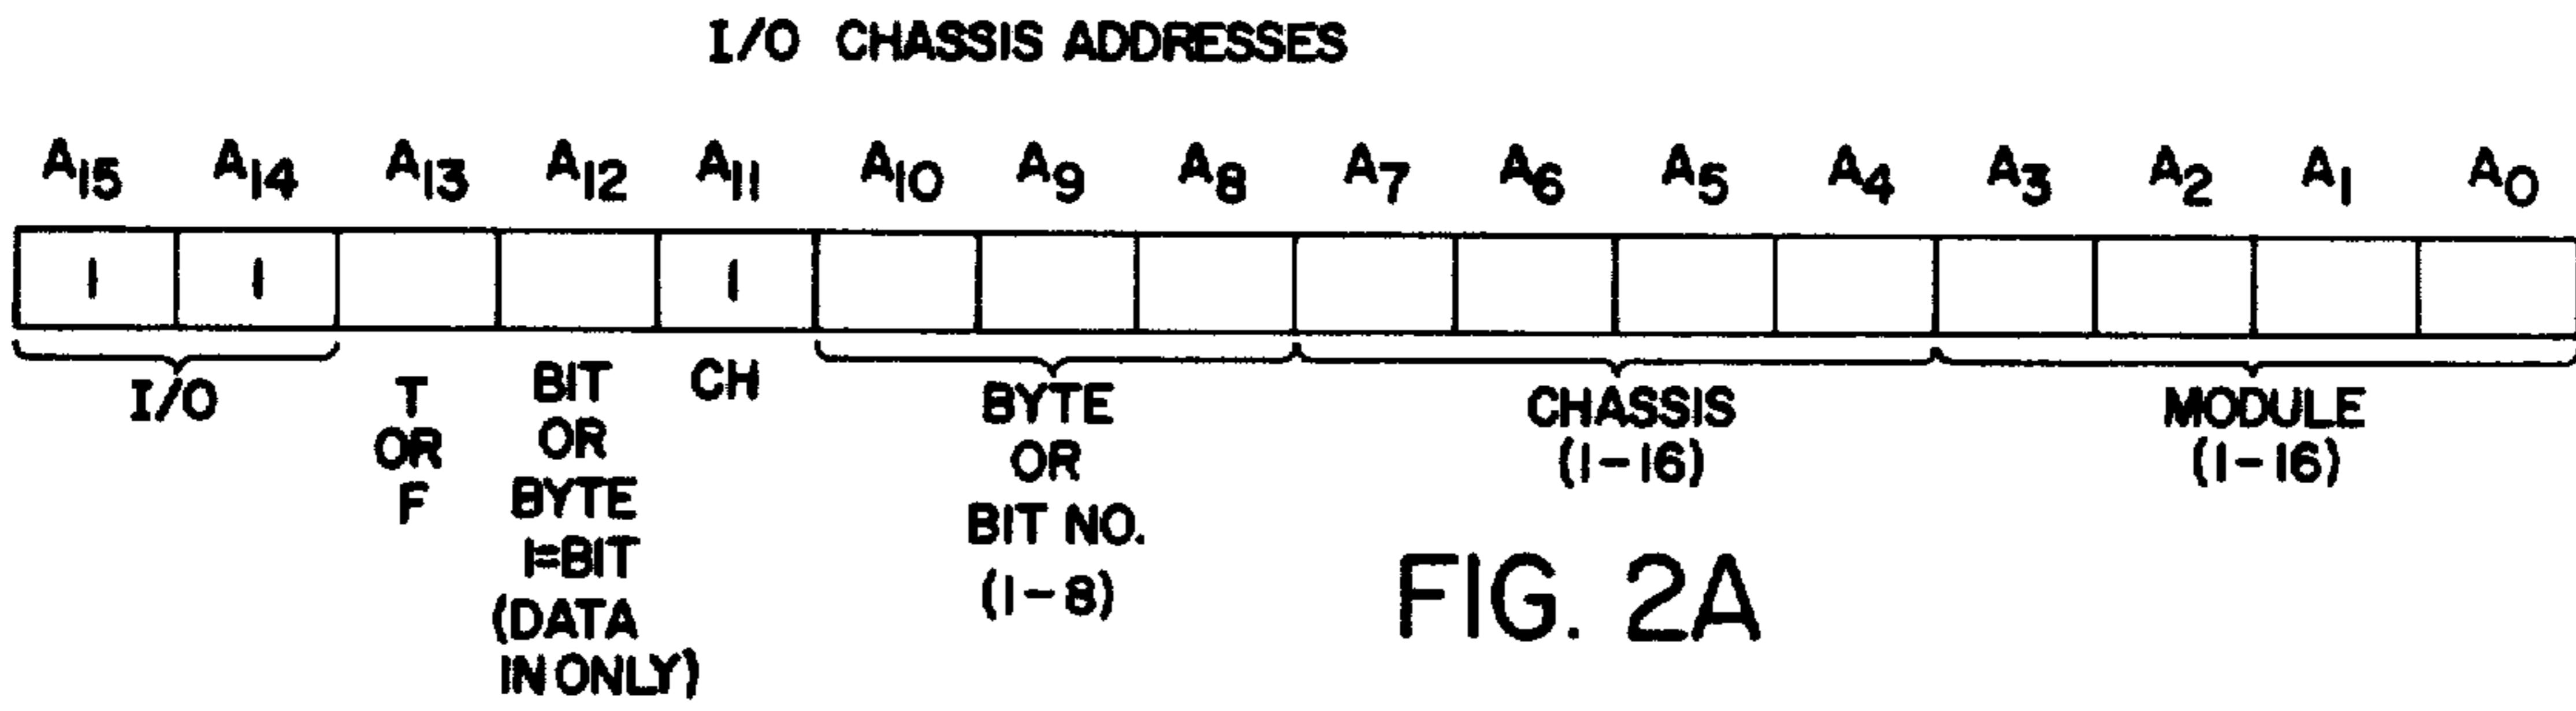 I/O CHASSIS ADDRESSES
A15 A14 A13 A12 A11 A10 A9 A8 A7 A6 A5 A4 A3 A2 A1 A0
1 1 1
I/O
T
OR
F
BIT
OR
BYTE
1=BIT
(DATA
IN ONLY)
CH
BYTE
OR
BIT NO.
(1-8)
CHASSIS
(1-16)
MODULE
(1-16)
FIG. 2A